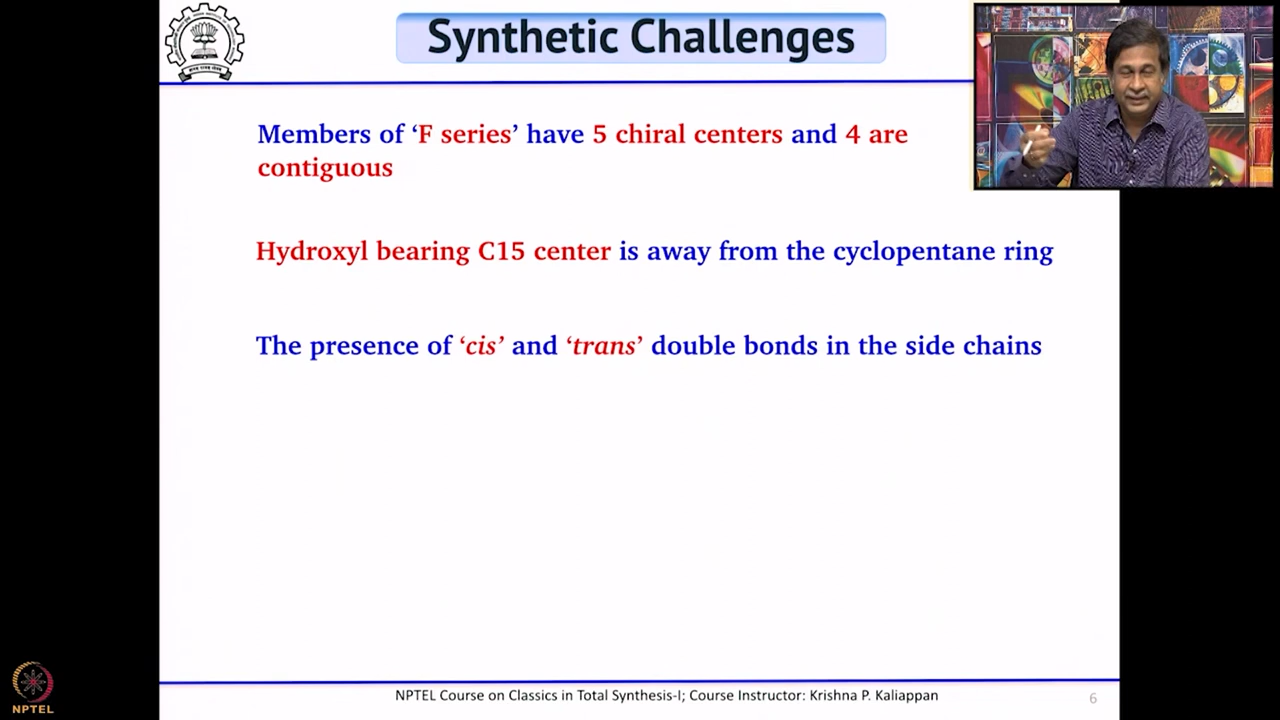 Synthetic Challenges
Members of ‘F series’ have 5 chiral centers and 4 are
contiguous
Hydroxyl bearing C15 center is away from the cyclopentane ring
The presence of ‘cis’ and ‘trans’ double bonds in the side chains
NPTEL
NPTEL Course on Classics in Total Synthesis-I; Course Instructor: Krishna P. Kaliappan
6